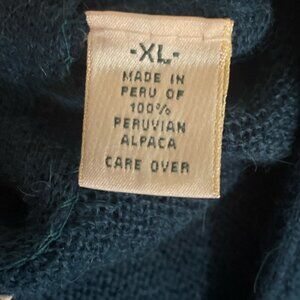 -XL-
MADE IN
PERU OF
100%
PERUVIAN
ALPACA
CARE OVER